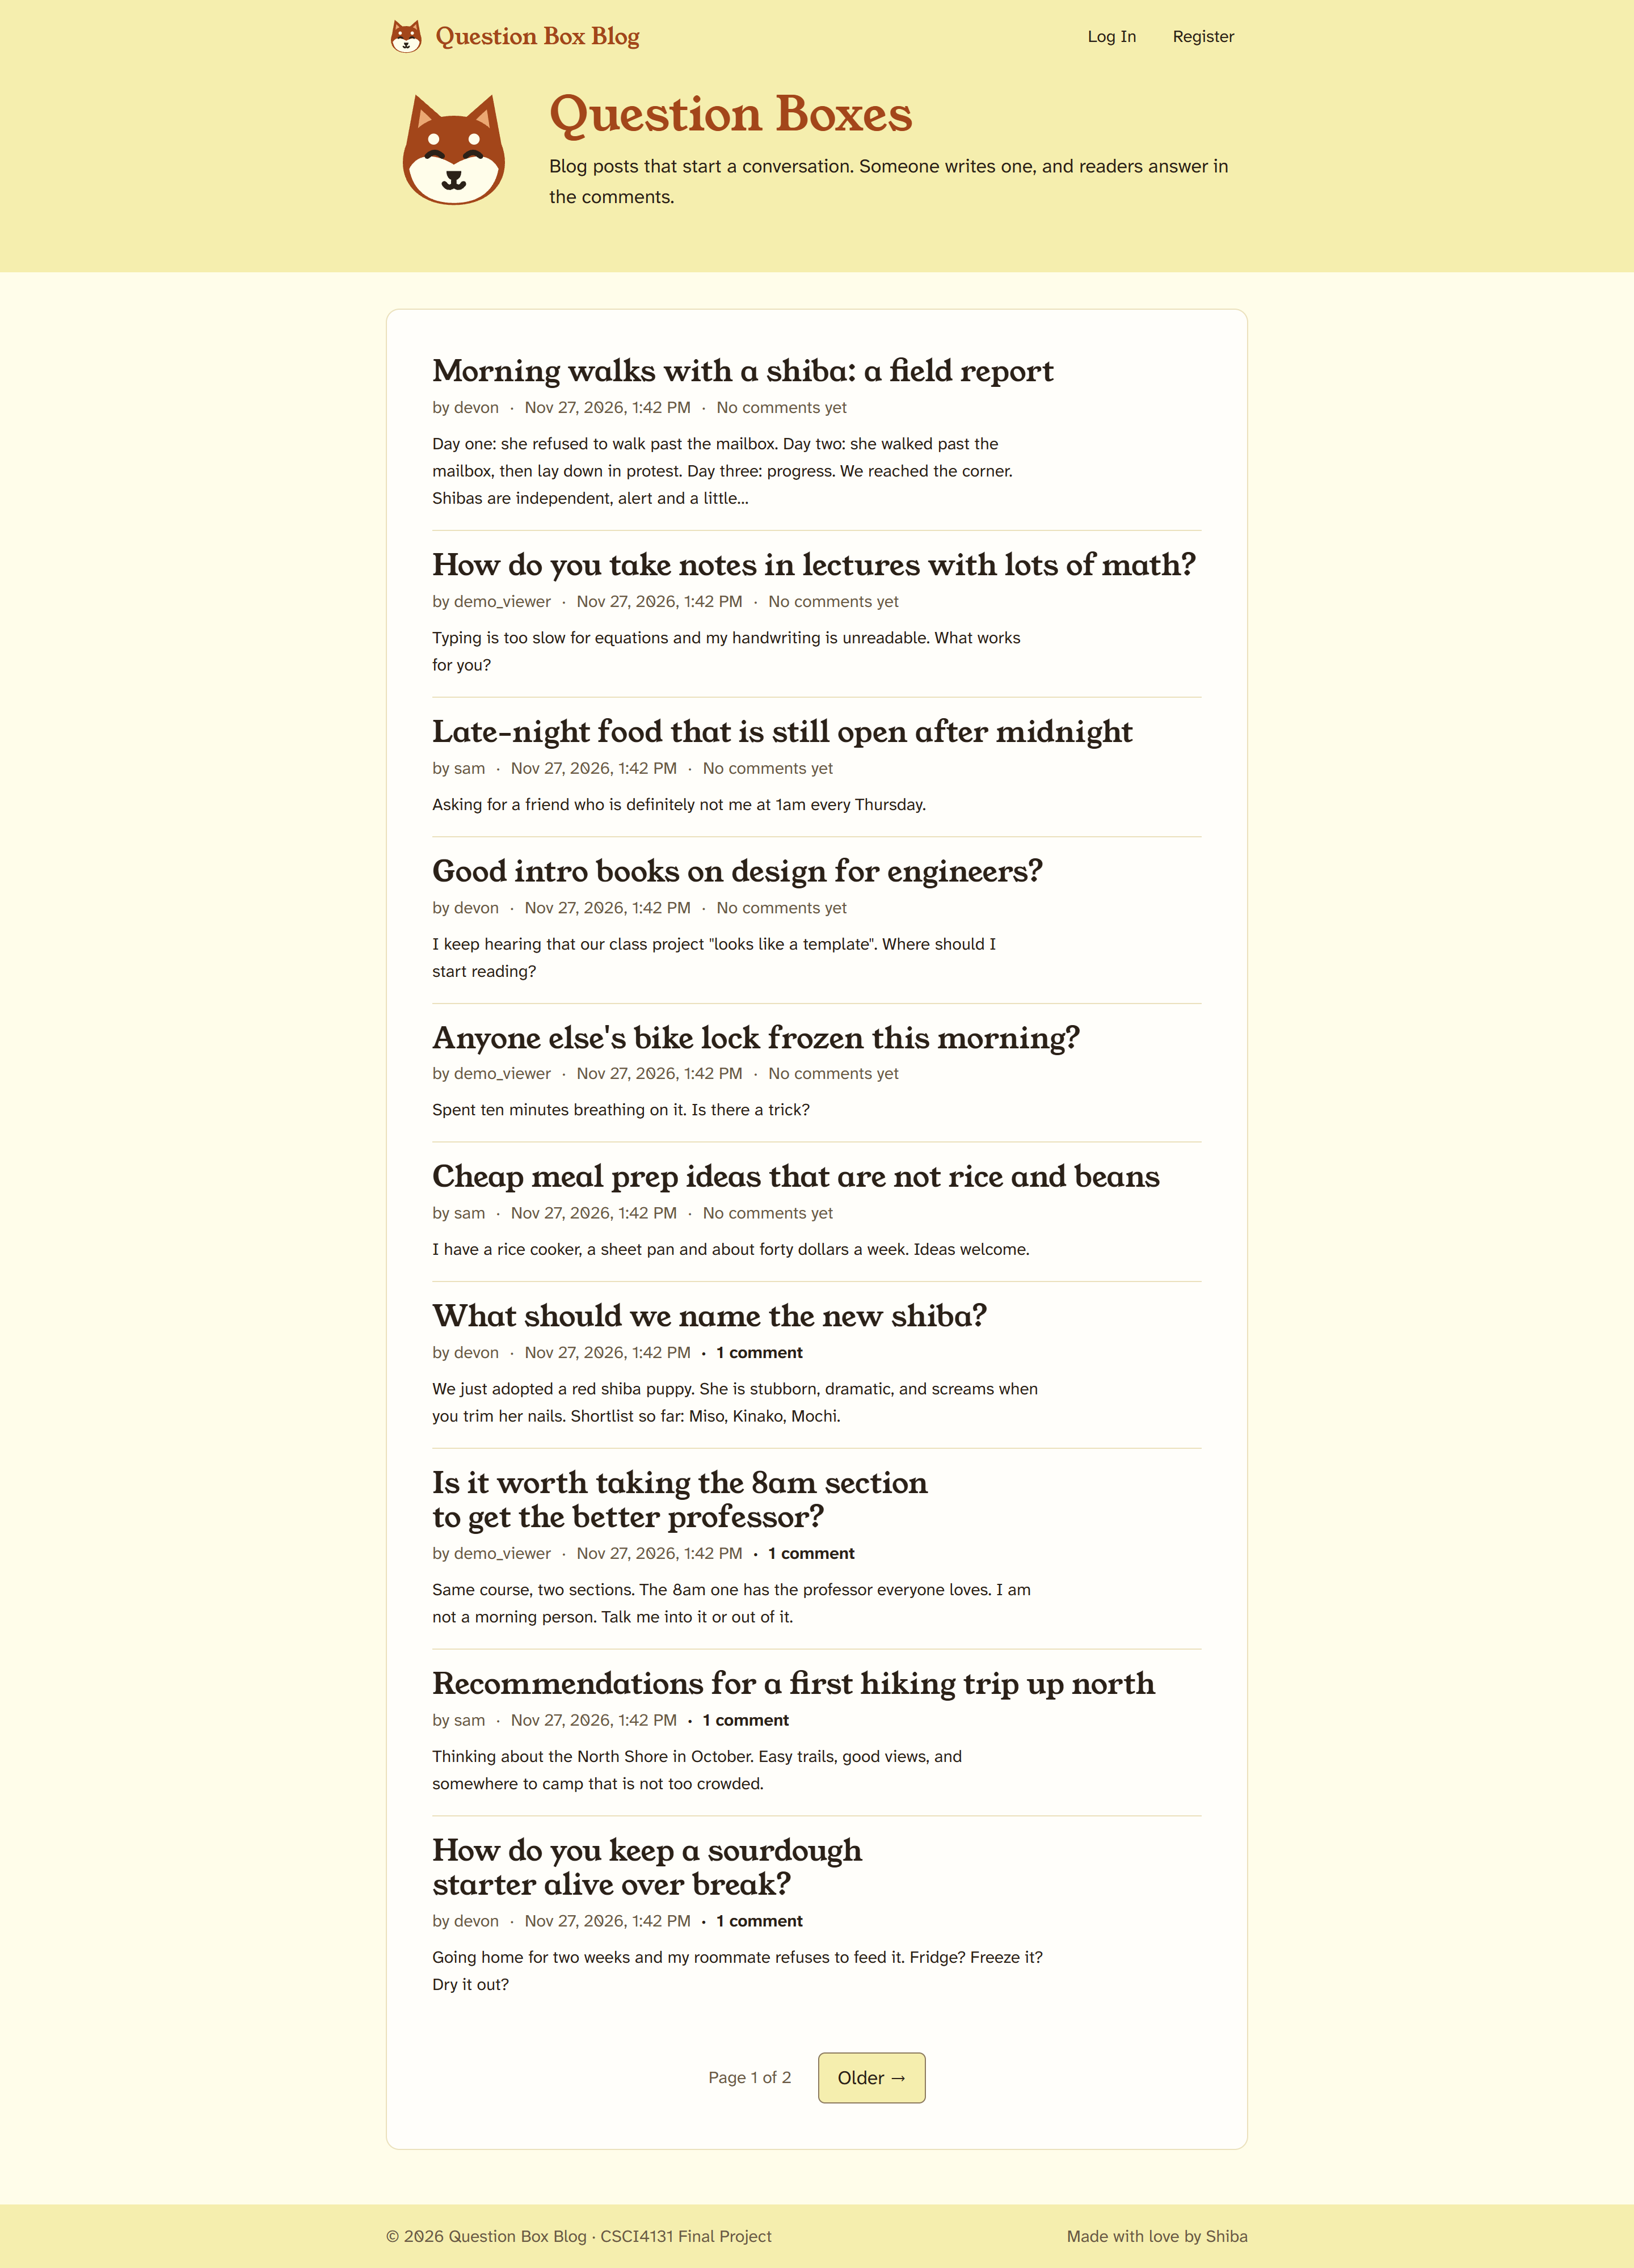 Question Box Blog
Log In
Register
Question Boxes
Blog posts that start a conversation. Someone writes one, and readers answer in
the comments.
Morning walks with a shiba: a field report
by devon · Nov 27, 2026, 1:42 PM · No comments yet
Day one: she refused to walk past the mailbox. Day two: she walked past the
mailbox, then lay down in protest. Day three: progress. We reached the corner.
Shibas are independent, alert and a little...
How do you take notes in lectures with lots of math?
by demo_viewer · Nov 27, 2026, 1:42 PM · No comments yet
Typing is too slow for equations and my handwriting is unreadable. What works
for you?
Late-night food that is still open after midnight
by sam · Nov 27, 2026, 1:42 PM · No comments yet
Asking for a friend who is definitely not me at 1am every Thursday.
Good intro books on design for engineers?
by devon · Nov 27, 2026, 1:42 PM · No comments yet
I keep hearing that our class project "looks like a template". Where should I
start reading?
Anyone else's bike lock frozen this morning?
by demo_viewer · Nov 27, 2026, 1:42 PM · No comments yet
Spent ten minutes breathing on it. Is there a trick?
Cheap meal prep ideas that are not rice and beans
by sam · Nov 27, 2026, 1:42 PM · No comments yet
I have a rice cooker, a sheet pan and about forty dollars a week. Ideas welcome.
What should we name the new shiba?
by devon · Nov 27, 2026, 1:42 PM · 1 comment
We just adopted a red shiba puppy. She is stubborn, dramatic, and screams when
you trim her nails. Shortlist so far: Miso, Kinako, Mochi.
Is it worth taking the 8am section
to get the better professor?
by demo_viewer · Nov 27, 2026, 1:42 PM · 1 comment
Same course, two sections. The 8am one has the professor everyone loves. I am
not a morning person. Talk me into it or out of it.
Recommendations for a first hiking trip up north
by sam · Nov 27, 2026, 1:42 PM · 1 comment
Thinking about the North Shore in October. Easy trails, good views, and
somewhere to camp that is not too crowded.
How do you keep a sourdough
starter alive over break?
by devon · Nov 27, 2026, 1:42 PM · 1 comment
Going home for two weeks and my roommate refuses to feed it. Fridge? Freeze it?
Dry it out?
Page 1 of 2
Older →
© 2026 Question Box Blog · CSCI4131 Final Project
Made with love by Shiba